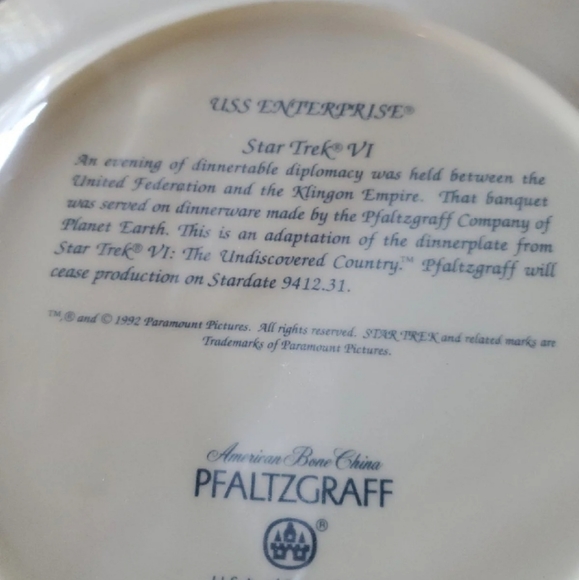 USS ENTERPRISE®
Star Trek® VI
An evening of dinnertable diplomacy was held between the
United Federation and the Klingon Empire. That banquet
was served on dinnerware made by the Pfaltzgraff Company of
Planet Earth. This is an adaptation of the dinnerplate from
Star Trek® VI: The Undiscovered Country.™ Pfaltzgraff will
cease production on Stardate 9412.31.
™,® and © 1992 Paramount Pictures. All rights reserved. STAR TREK and related marks are
Trademarks of Paramount Pictures.
American Bone China
PFALTZGRAFF
®